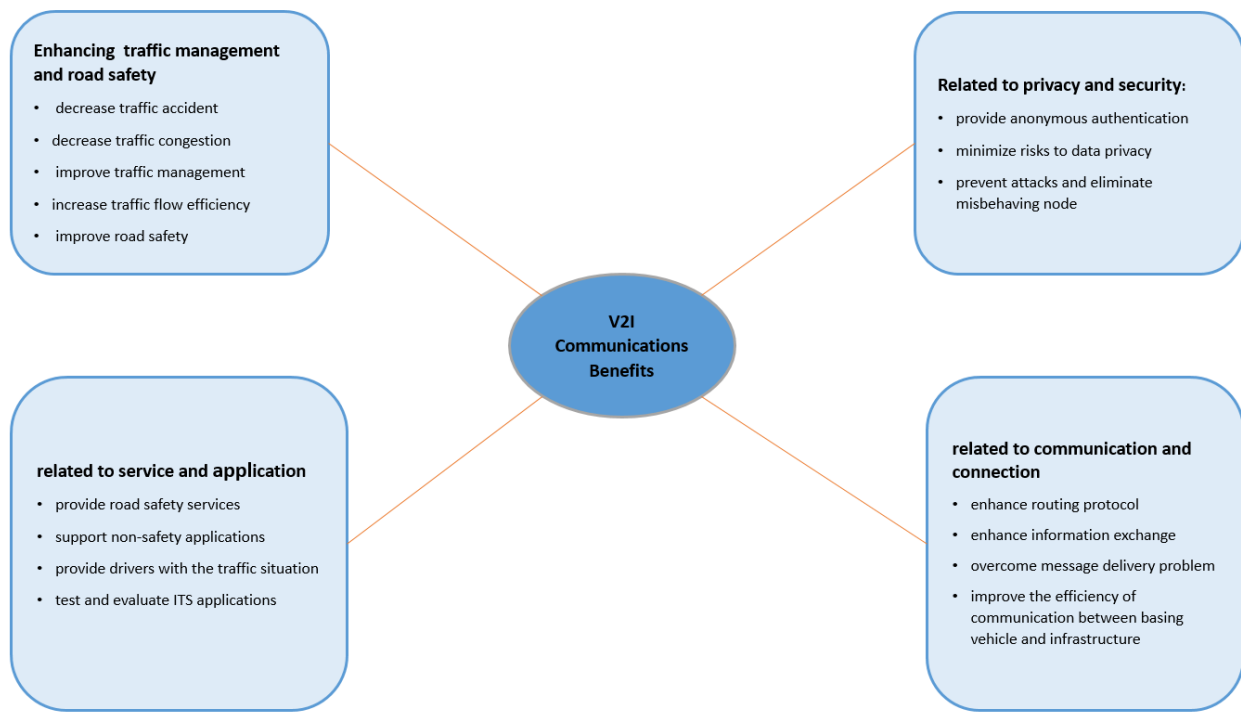 Enhancing traffic management
and road safety
• decrease traffic accident
• decrease traffic congestion
• improve traffic management
• increase traffic flow efficiency
• improve road safety
Related to privacy and security:
• provide anonymous authentication
• minimize risks to data privacy
• prevent attacks and eliminate
misbehaving node
V2I
Communications
Benefits
related to service and application
• provide road safety services
• support non-safety applications
• provide drivers with the traffic situation
• test and evaluate ITS applications
related to communication and
connection
• enhance routing protocol
• enhance information exchange
• overcome message delivery problem
• improve the efficiency of
communication between basing
vehicle and infrastructure